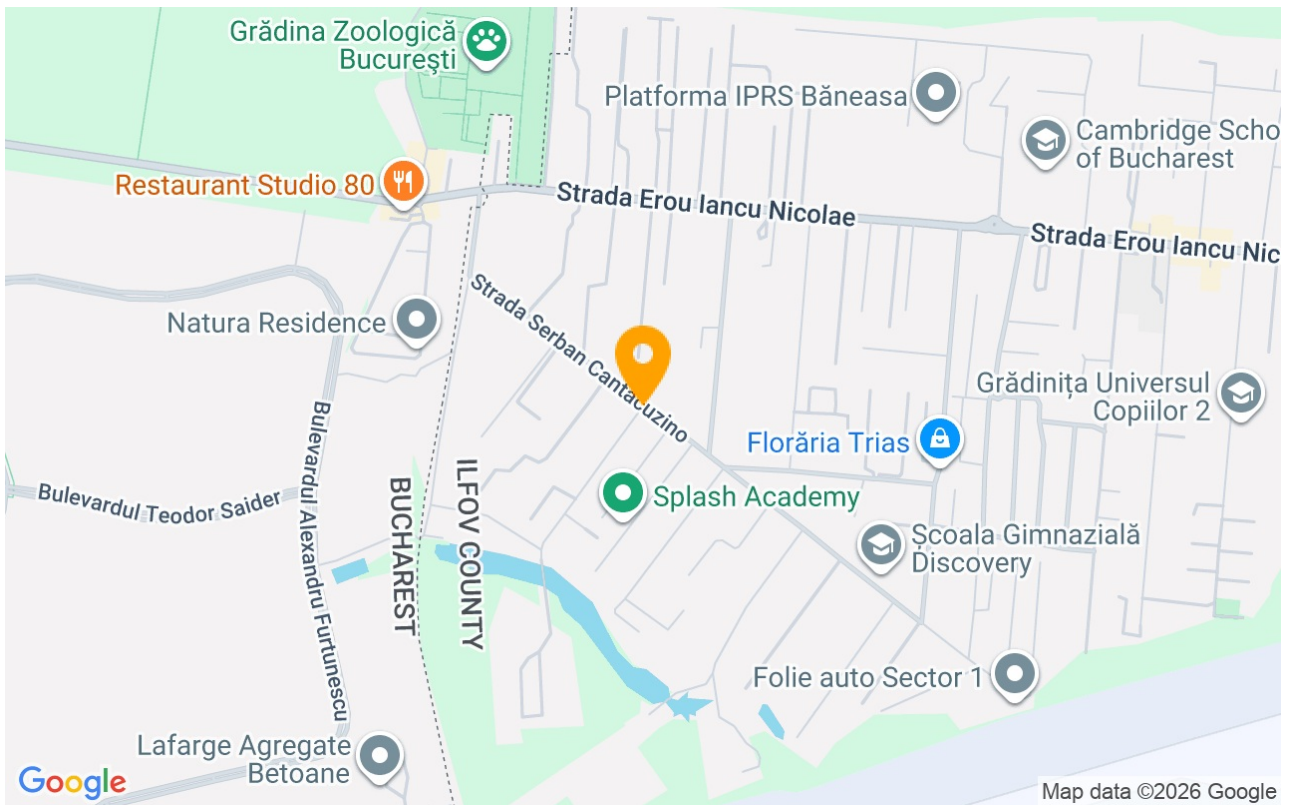 Grădina Zoologică
București
Platforma IPRS Băneasa
Cambridge Scho
of Bucharest
Restaurant Studio 80
Strada Erou Iancu Nicolae
Strada Erou Iancu Nic
Strada Serban Cantacuzino
Natura Residence
Grădinița Universul
Copiilor 2
Florăria Trias
Bulevardul Teodor Saider
Bulevardul Alexandru Furtunescu
BUCHAREST
ILFOV COUNTY
Splash Academy
Școala Gimnazială
Discovery
Folie auto Sector 1
Lafarge Agregate
Betoane
Google
Map data ©2026 Google